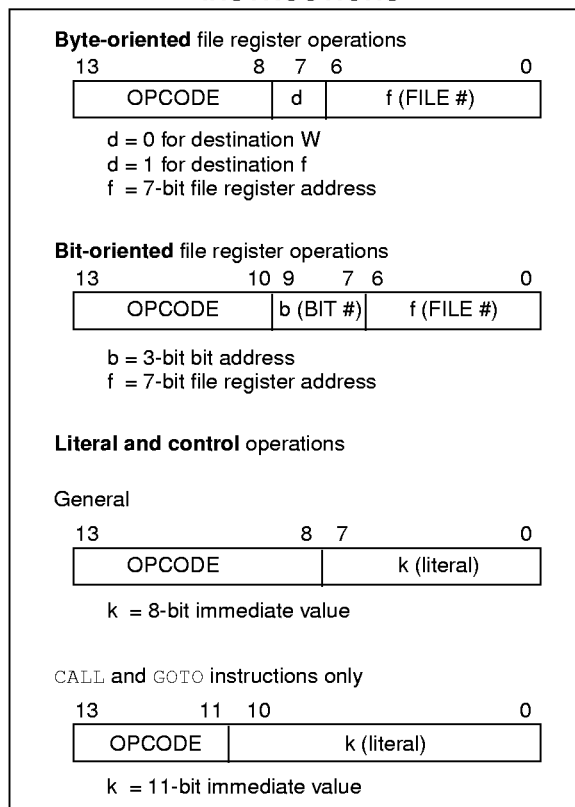 Byte-oriented file register operations
13 8 7 6 0
OPCODE d f (FILE #)
d = 0 for destination W
d = 1 for destination f
f = 7-bit file register address
Bit-oriented file register operations
13 10 9 7 6 0
OPCODE b (BIT #) f (FILE #)
b = 3-bit bit address
f = 7-bit file register address
Literal and control operations
General
13 8 7 0
OPCODE k (literal)
k = 8-bit immediate value
CALL and GOTO instructions only
13 11 10 0
OPCODE k (literal)
k = 11-bit immediate value